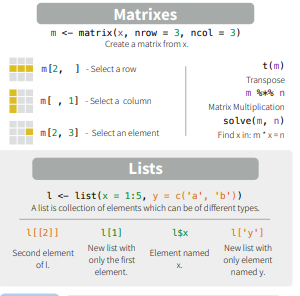 Matrixes
m <- matrix(x, nrow = 3, ncol = 3)
Create a matrix from x.
m[2, ] - Select a row
m[ , 1] - Select a column
m[2, 3] - Select an element
t(m)
Transpose
m %*% n
Matrix Multiplication
solve(m, n)
Find x in: m * x = n
Lists
l <- list(x = 1:5, y = c('a', 'b'))
A list is collection of elements which can be of different types.
l[[2]]
Second element
of l.
l[1]
New list with
only the first
element.
l$x
Element named
x.
l['y']
New list with
only element
named y.